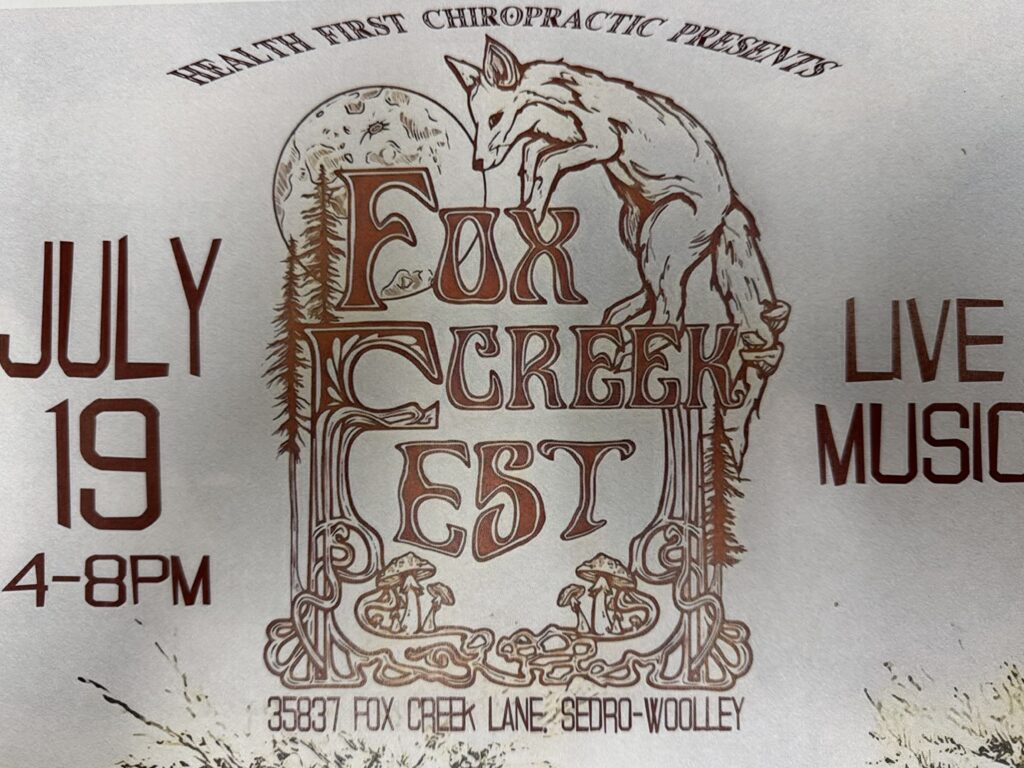 HEALTH FIRST CHIROPRACTIC PRESENTS
FOX
CREEK
FEST
JULY
19
4-8PM
LIVE
MUSIC
35837 FOX CREEK LANE, SEDRO-WOOLLEY